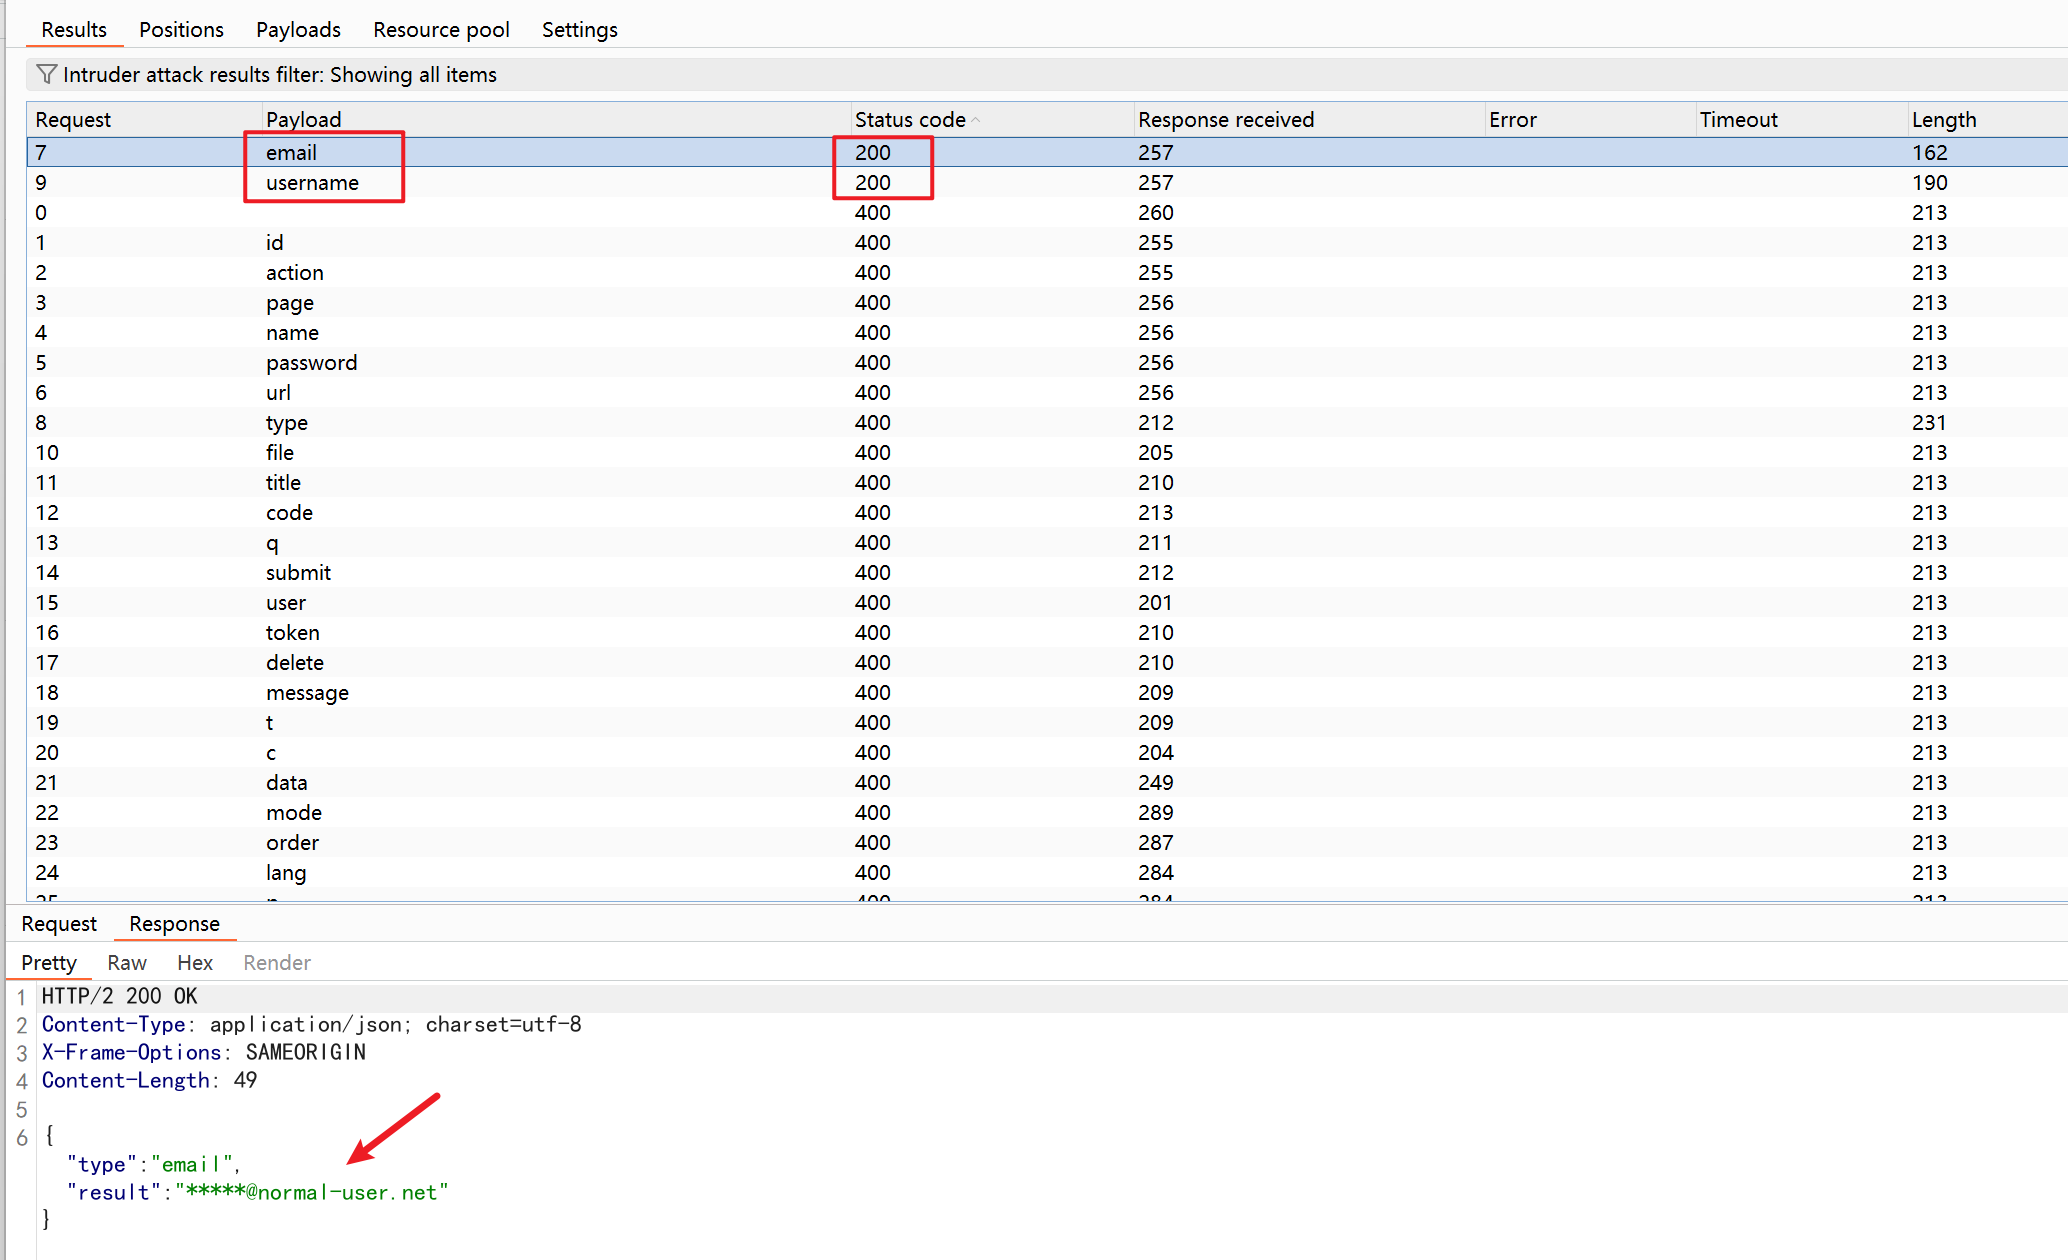 Results Positions Payloads Resource pool Settings
Intruder attack results filter: Showing all items
Request Payload Status code Response received Error Timeout Length
7 email 200 257 162
9 username 200 257 190
0 400 260 213
1 id 400 255 213
2 action 400 255 213
3 page 400 256 213
4 name 400 256 213
5 password 400 256 213
6 url 400 256 213
8 type 400 212 231
10 file 400 205 213
11 title 400 210 213
12 code 400 213 213
13 q 400 211 213
14 submit 400 212 213
15 user 400 201 213
16 token 400 210 213
17 delete 400 210 213
18 message 400 209 213
19 t 400 209 213
20 c 400 204 213
21 data 400 249 213
22 mode 400 289 213
23 order 400 287 213
24 lang 400 284 213
Request Response
Pretty Raw Hex Render
1 HTTP/2 200 OK
2 Content-Type: application/json; charset=utf-8
3 X-Frame-Options: SAMEORIGIN
4 Content-Length: 49
5
6 {
"type":"email",
"result":"*****@normal-user.net"
}